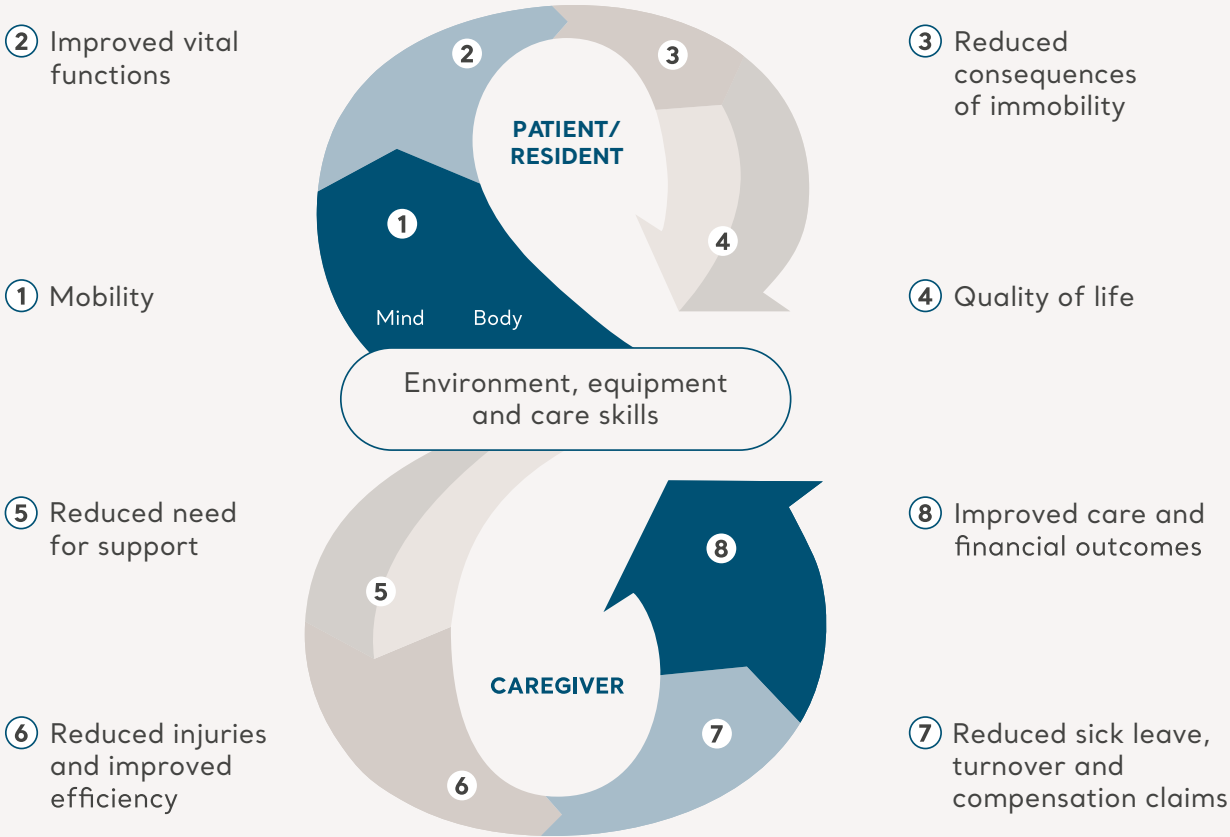 2 Improved vital
functions
2
3
3 Reduced
consequences
of immobility
PATIENT/
RESIDENT
1
4
1 Mobility
Mind Body
4 Quality of life
Environment, equipment
and care skills
5 Reduced need
for support
5
8
8 Improved care and
financial outcomes
CAREGIVER
6 Reduced injuries
and improved
efficiency
6
7
7 Reduced sick leave,
turnover and
compensation claims